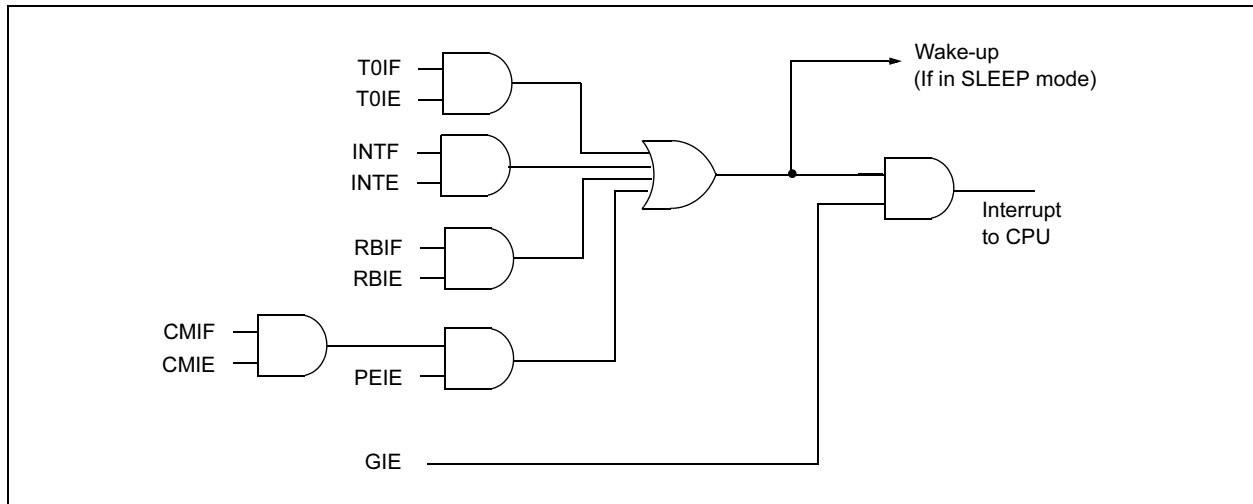 T0IF
T0IE
INTF
INTE
RBIF
RBIE
CMIF
CMIE
PEIE
GIE
Wake-up
(If in SLEEP mode)
Interrupt
to CPU